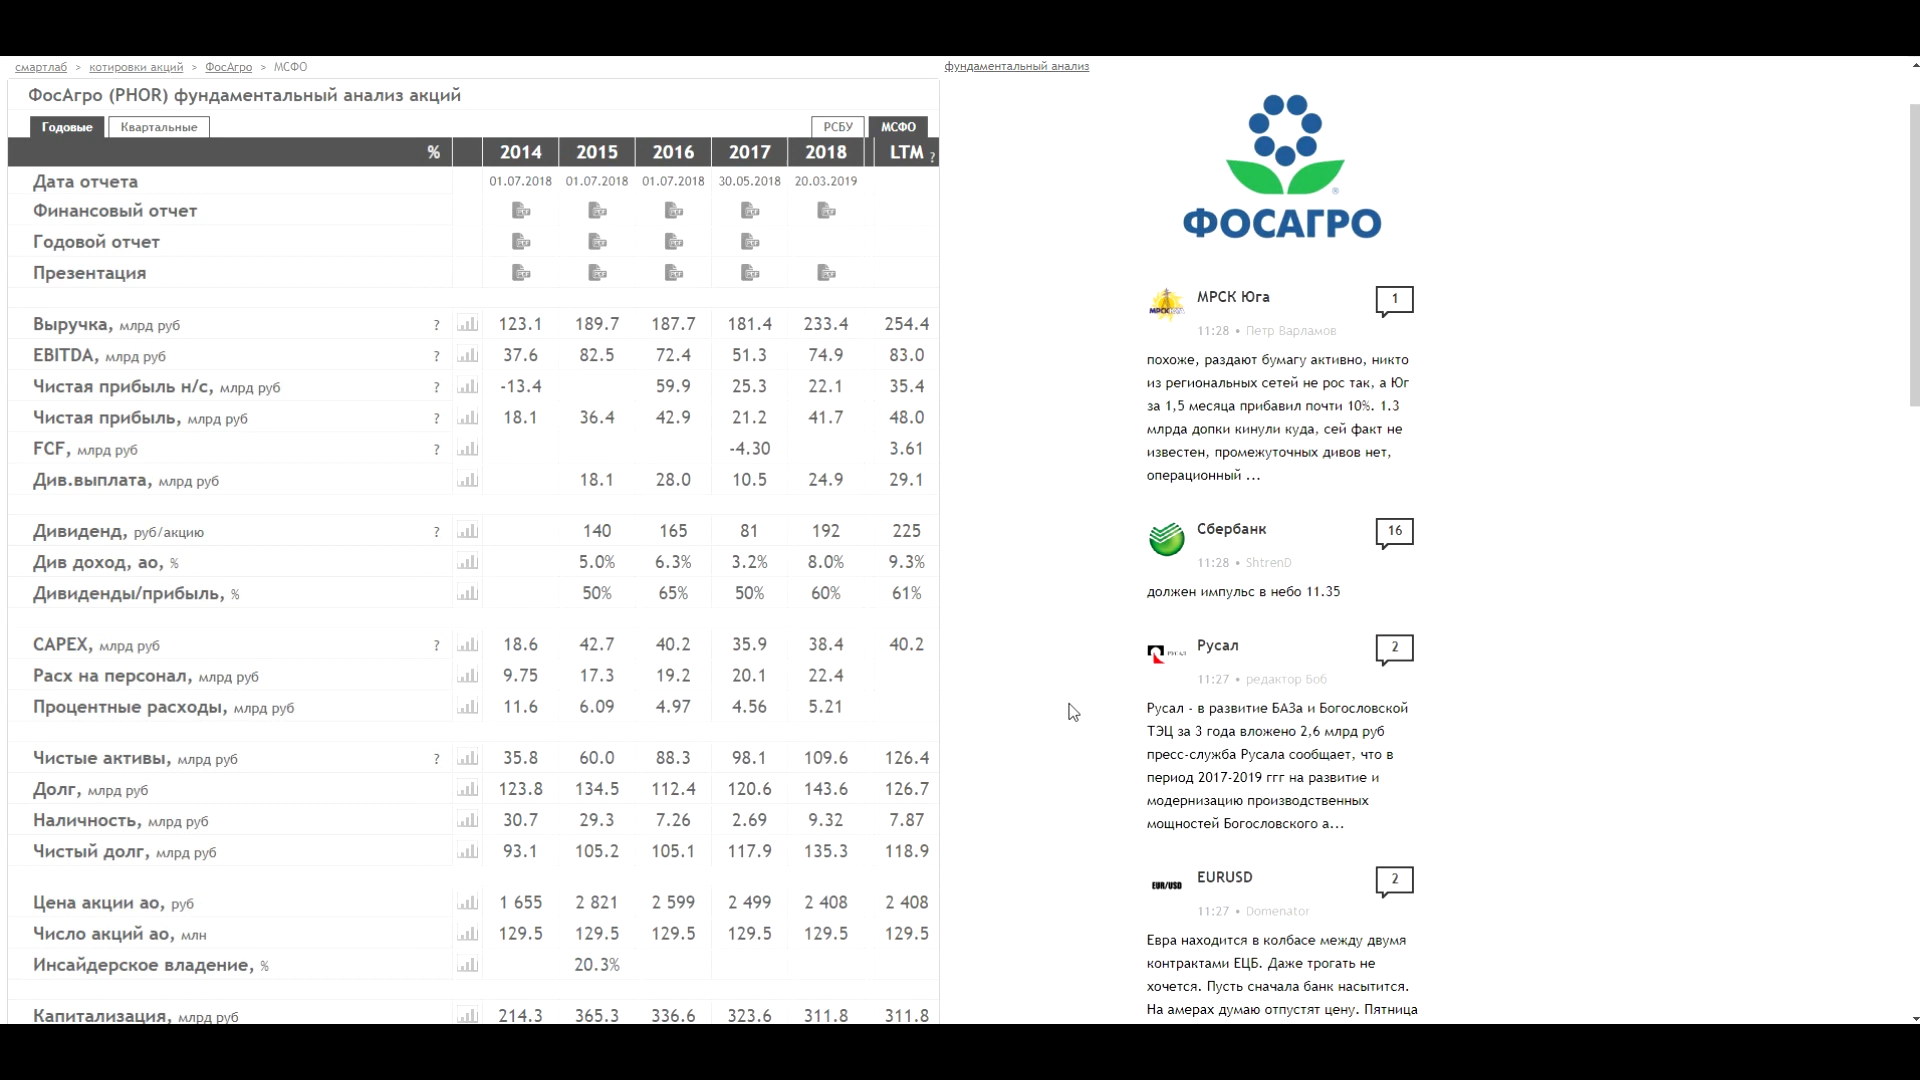 смартлаб > котировки акций > ФосАгро > МСФО
ФосАгро (PHOR) фундаментальный анализ акций
Годовые Квартальные РСБУ МСФО
% 2014 2015 2016 2017 2018 LTM ?
Дата отчета 01.07.2018 01.07.2018 01.07.2018 30.05.2018 20.03.2019
Финансовый отчет
Годовой отчет
Презентация
Выручка, млрд руб ? 123.1 189.7 187.7 181.4 233.4 254.4
EBITDA, млрд руб ? 37.6 82.5 72.4 51.3 74.9 83.0
Чистая прибыль н/с, млрд руб ? -13.4 59.9 25.3 22.1 35.4
Чистая прибыль, млрд руб ? 18.1 36.4 42.9 21.2 41.7 48.0
FCF, млрд руб ? -4.30 3.61
Див.выплата, млрд руб 18.1 28.0 10.5 24.9 29.1
Дивиденд, руб/акцию ? 140 165 81 192 225
Див доход, ао, % 5.0% 6.3% 3.2% 8.0% 9.3%
Дивиденды/прибыль, % 50% 65% 50% 60% 61%
CAPEX, млрд руб ? 18.6 42.7 40.2 35.9 38.4 40.2
Расх на персонал, млрд руб 9.75 17.3 19.2 20.1 22.4
Процентные расходы, млрд руб 11.6 6.09 4.97 4.56 5.21
Чистые активы, млрд руб ? 35.8 60.0 88.3 98.1 109.6 126.4
Долг, млрд руб 123.8 134.5 112.4 120.6 143.6 126.7
Наличность, млрд руб 30.7 29.3 7.26 2.69 9.32 7.87
Чистый долг, млрд руб 93.1 105.2 105.1 117.9 135.3 118.9
Цена акции ао, руб 1 655 2 821 2 599 2 499 2 408 2 408
Число акций ао, млн 129.5 129.5 129.5 129.5 129.5 129.5
Инсайдерское владение, % 20.3%
Капитализация, млрд руб 214.3 365.3 336.6 323.6 311.8 311.8
фундаментальный анализ
ФОСАГРО
МРСК Юга 1
11:28 • Петр Варламов
похоже, раздают бумагу активно, никто
из региональных сетей не рос так, а Юг
за 1,5 месяца прибавил почти 10%. 1.3
млрда допки кинули куда, сей факт не
известен, промежуточных дивов нет,
операционный ...
Сбербанк 16
11:28 • ShtrenD
должен импульс в небо 11.35
Русал 2
11:27 • редактор Боб
Русал - в развитие БАЗа и Богословской
ТЭЦ за 3 года вложено 2,6 млрд руб
пресс-служба Русала сообщает, что в
период 2017-2019 ггг на развитие и
модернизацию производственных
мощностей Богословского а...
EUR/USD
EURUSD 2
11:27 • Domenator
Евра находится в колбасе между двумя
контрактами ЕЦБ. Даже трогать не
хочется. Пусть сначала банк насытится.
На амерах думаю отпустят цену. Пятница